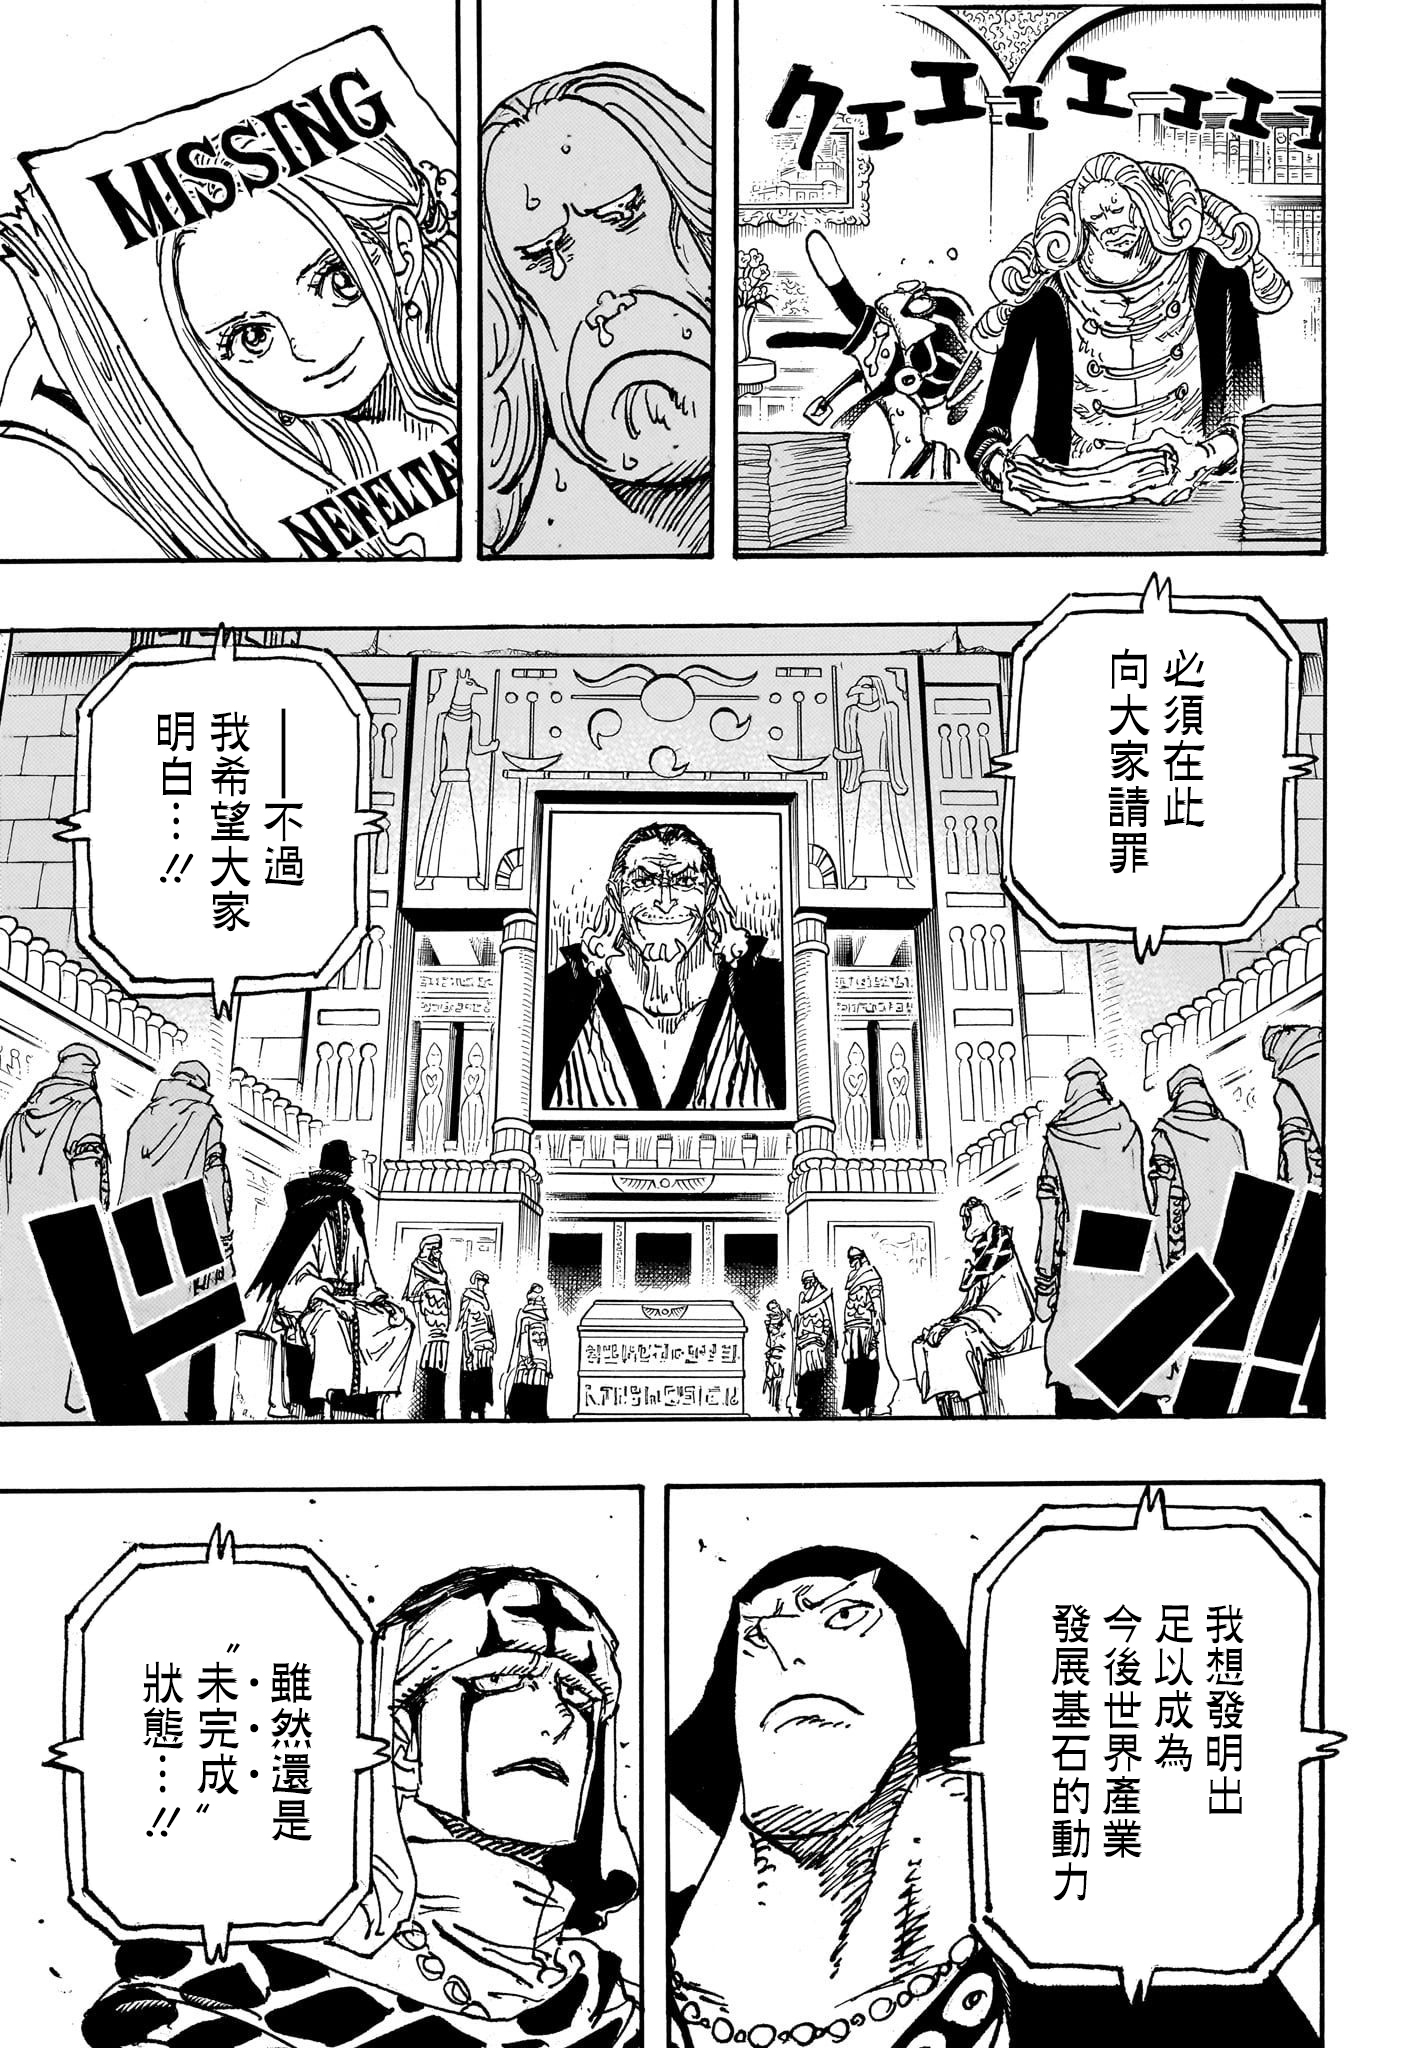 クエエェエェエエ
MISSING
NEFELTA
必須在此
向大家請罪
——不過
我希望大家
明白…!!
ドン!!
我想發明出
足以成為
今後世界產業
發展基石的動力
雖然還是
〝未完成〞
狀態…!!